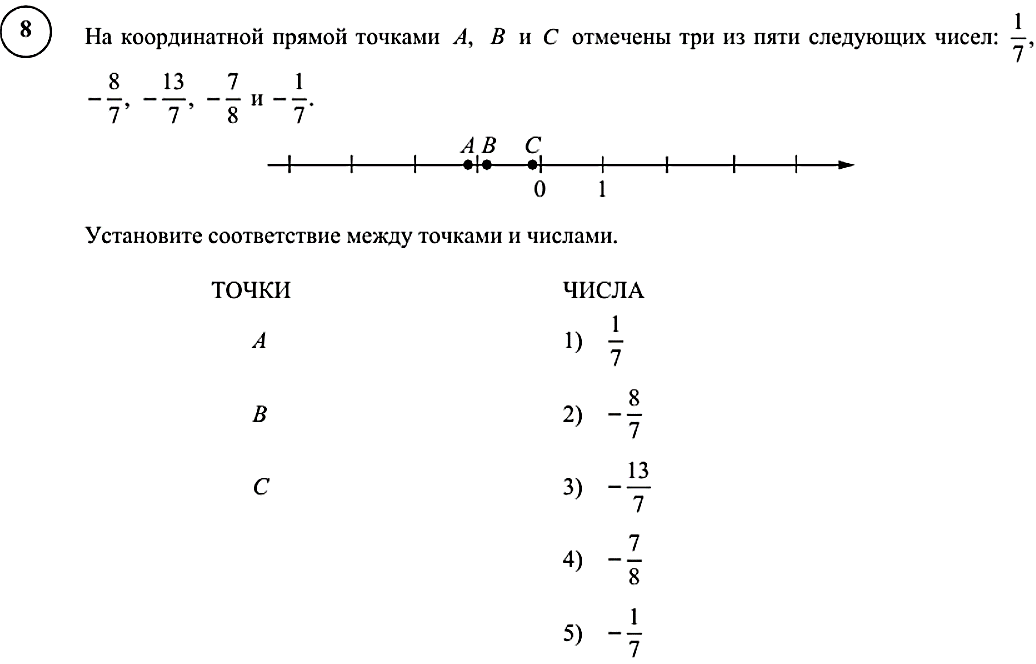 8
На координатной прямой точками A, B и C отмечены три из пяти следующих чисел: 1/7,
−8/7, −13/7, −7/8 и −1/7.
A B C
0 1
Установите соответствие между точками и числами.
ТОЧКИ ЧИСЛА
A 1) 1/7
B 2) −8/7
C 3) −13/7
4) −7/8
5) −1/7